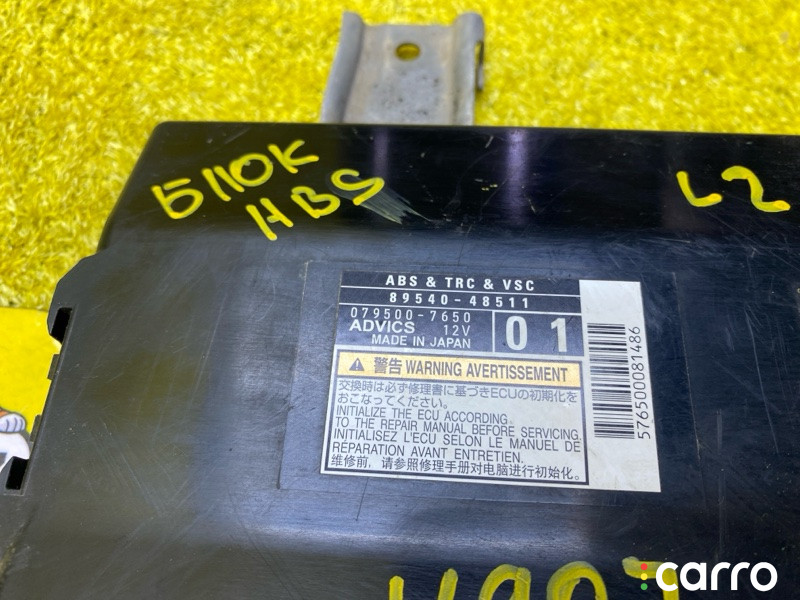 Б110К
НВЅ
L2
ABS & TRC & VSC
89540-48511
079500-7650
ADVICS 12V
MADE IN JAPAN
01
警告 WARNING AVERTISSEMENT
交換時は必ず修理書に基づきECUの初期化を
おこなってください。
INITIALIZE THE ECU ACCORDING
TO THE REPAIR MANUAL BEFORE SERVICING.
INITIALISEZ L'ECU SELON LE MANUEL DE
REPARATION AVANT ENTRETIEN.
维修前，请参照修理手册对电脑进行初始化。
576500081486
carro